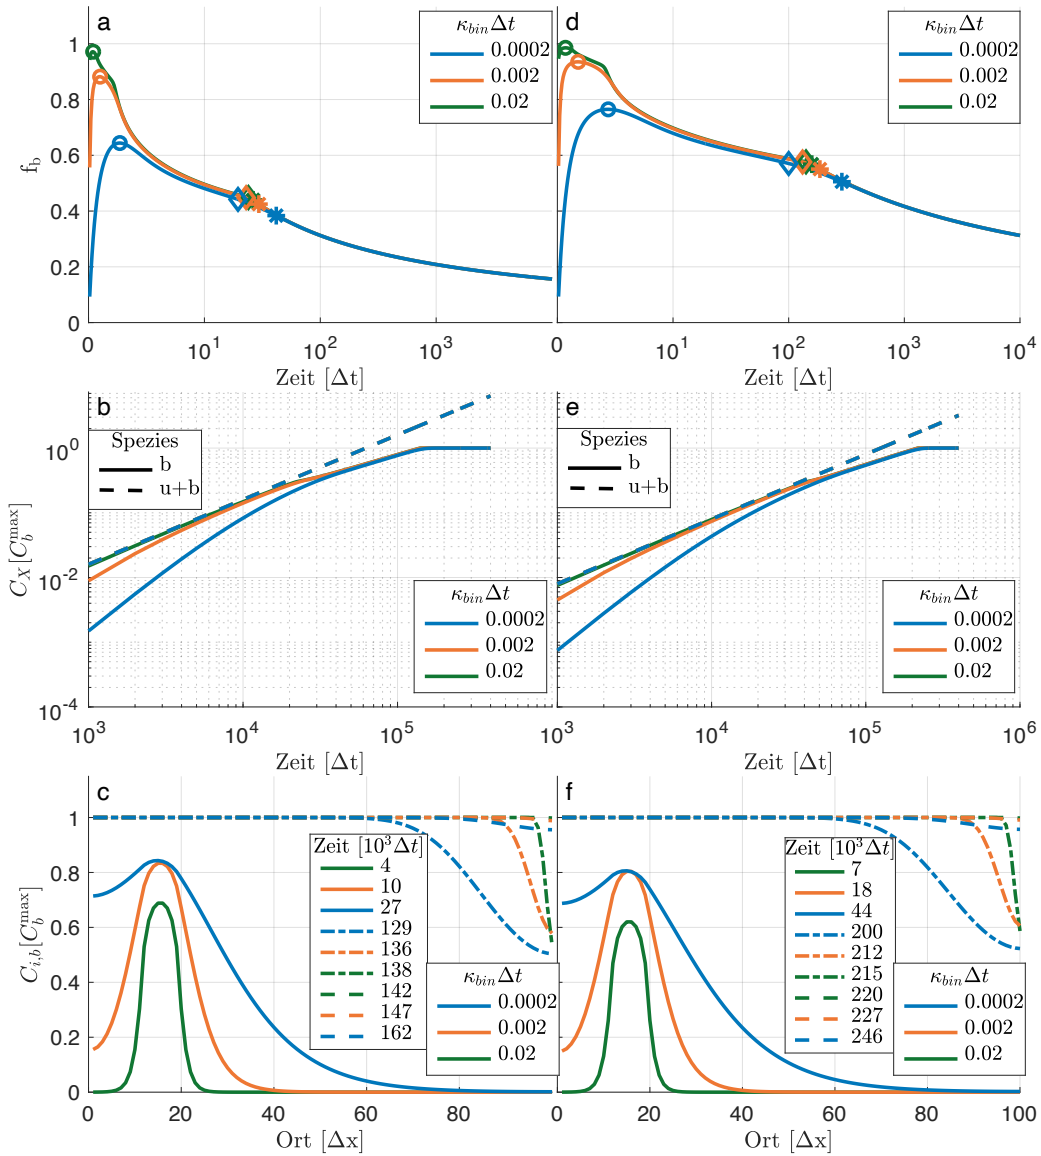 a
κ_bin Δt
0.0002
0.002
0.02
1
0.8
0.6
0.4
0.2
0
f_b
0 10^1 10^2 10^3
Zeit [Δt]
d
κ_bin Δt
0.0002
0.002
0.02
0 10^1 10^2 10^3 10^4
Zeit [Δt]
b
Spezies
b
u+b
10^0
10^-2
10^-4
C_X [C_b^max]
κ_bin Δt
0.0002
0.002
0.02
10^3 10^4 10^5
Zeit [Δt]
e
Spezies
b
u+b
κ_bin Δt
0.0002
0.002
0.02
10^3 10^4 10^5 10^6
Zeit [Δt]
c
1
0.8
0.6
0.4
0.2
0
C_i,b [C_b^max]
Zeit [10^3 Δt]
4
10
27
129
136
138
142
147
162
κ_bin Δt
0.0002
0.002
0.02
0 20 40 60 80
Ort [Δx]
f
Zeit [10^3 Δt]
7
18
44
200
212
215
220
227
246
κ_bin Δt
0.0002
0.002
0.02
0 20 40 60 80 100
Ort [Δx]